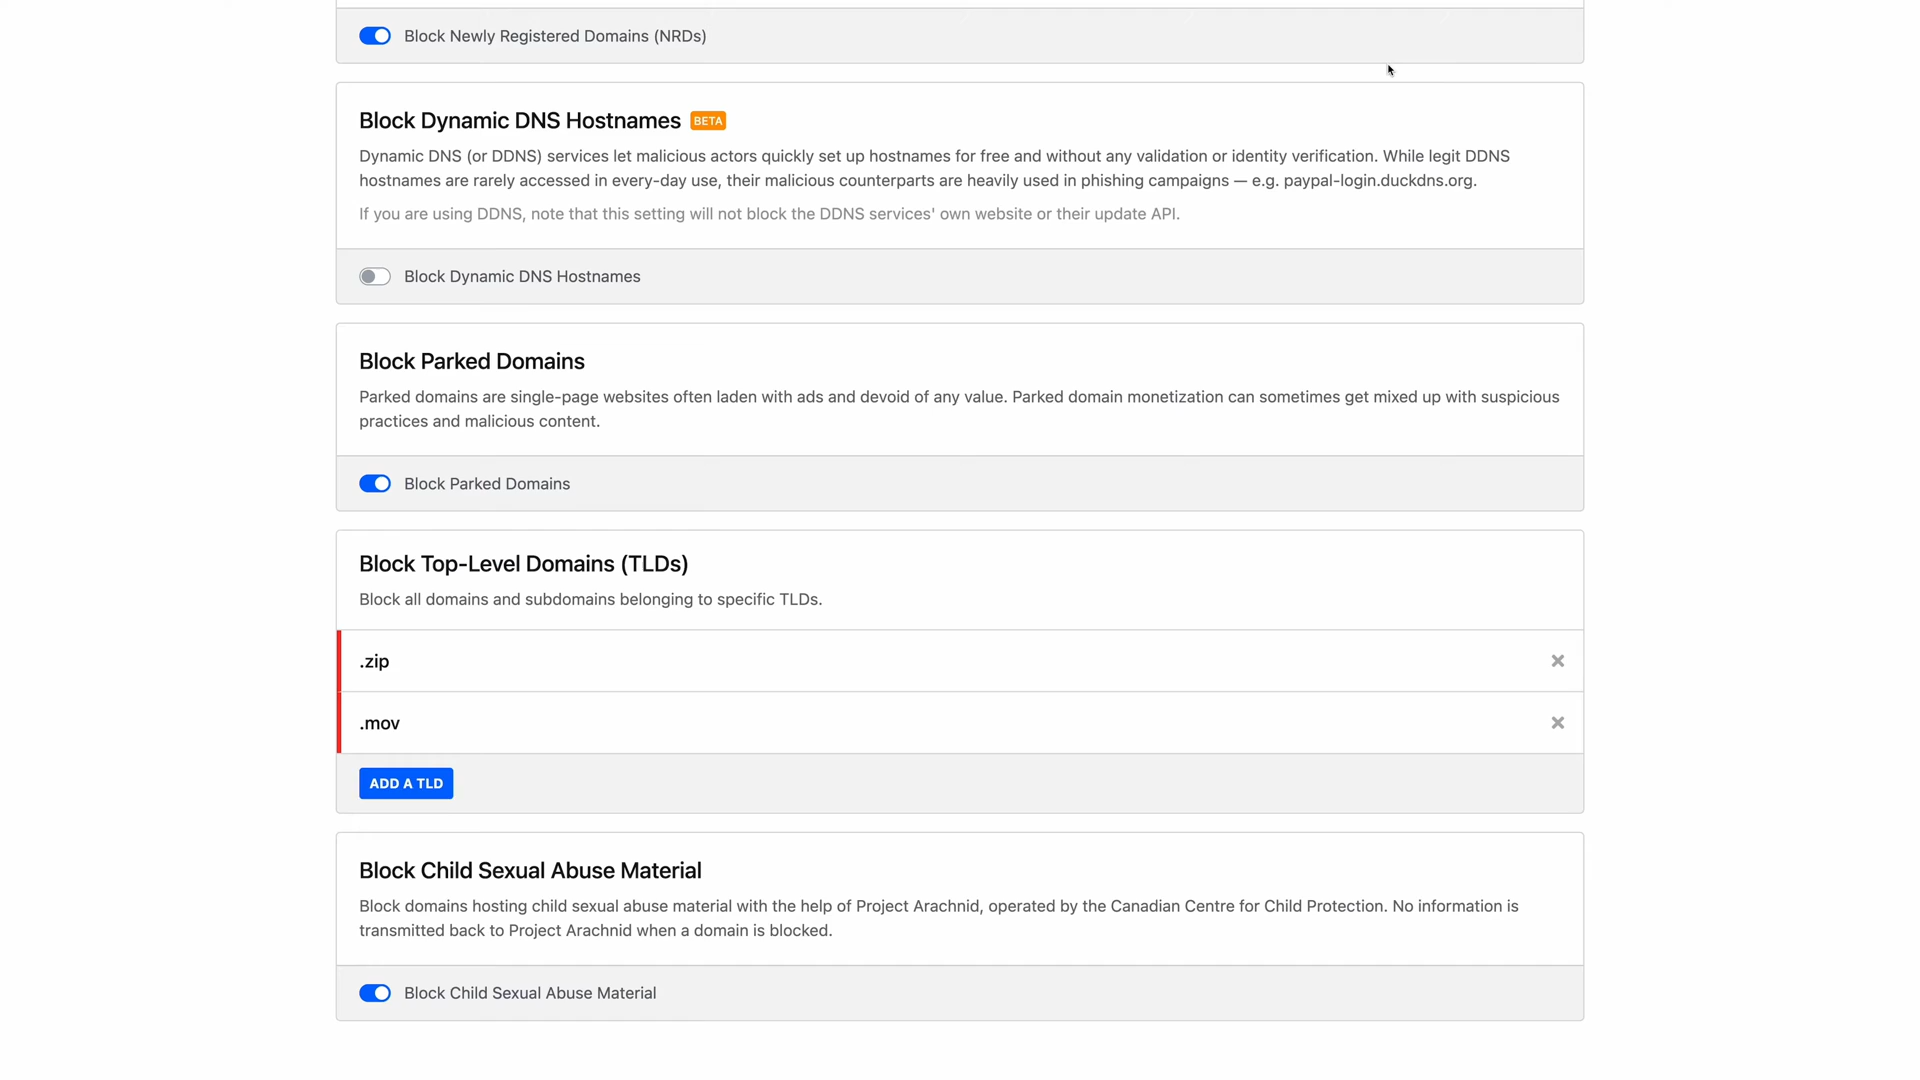 Block Newly Registered Domains (NRDs)
Block Dynamic DNS Hostnames BETA
Dynamic DNS (or DDNS) services let malicious actors quickly set up hostnames for free and without any validation or identity verification. While legit DDNS
hostnames are rarely accessed in every-day use, their malicious counterparts are heavily used in phishing campaigns — e.g. paypal-login.duckdns.org.
If you are using DDNS, note that this setting will not block the DDNS services' own website or their update API.
Block Dynamic DNS Hostnames
Block Parked Domains
Parked domains are single-page websites often laden with ads and devoid of any value. Parked domain monetization can sometimes get mixed up with suspicious
practices and malicious content.
Block Parked Domains
Block Top-Level Domains (TLDs)
Block all domains and subdomains belonging to specific TLDs.
.zip
.mov
ADD A TLD
Block Child Sexual Abuse Material
Block domains hosting child sexual abuse material with the help of Project Arachnid, operated by the Canadian Centre for Child Protection. No information is
transmitted back to Project Arachnid when a domain is blocked.
Block Child Sexual Abuse Material